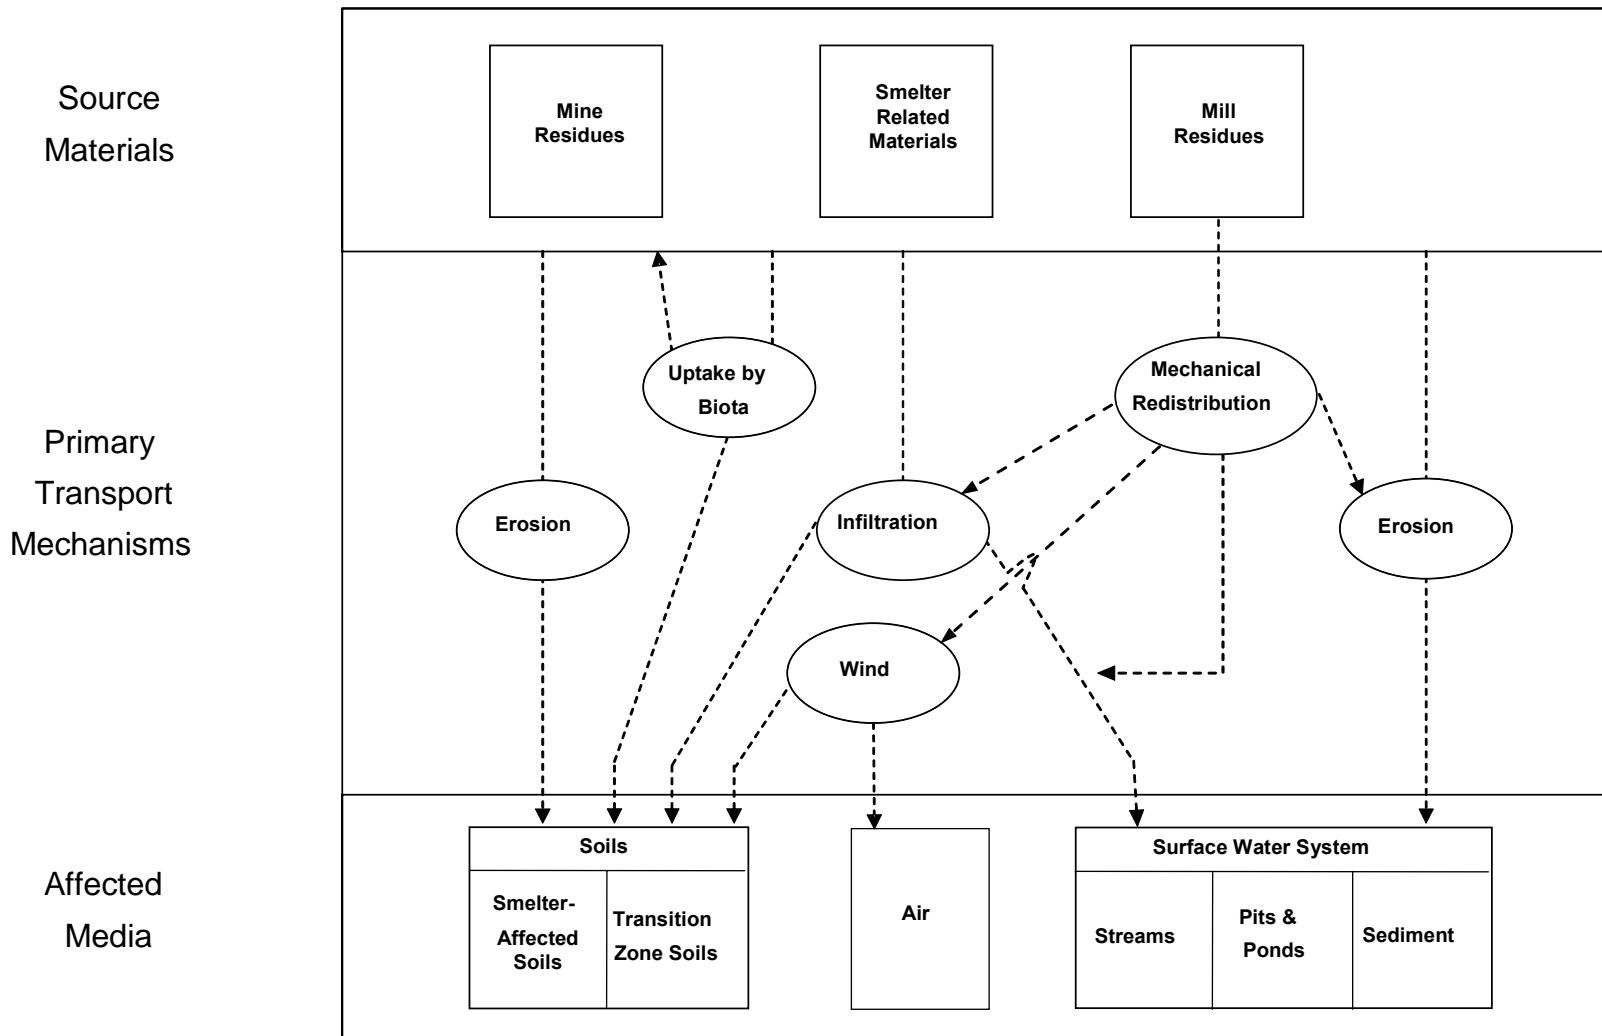 Source
Materials
Mine
Residues
Smelter
Related
Materials
Mill
Residues
Primary
Transport
Mechanisms
Uptake by
Biota
Mechanical
Redistribution
Erosion
Infiltration
Erosion
Wind
Affected
Media
Soils
Smelter-
Affected
Soils
Transition
Zone Soils
Air
Surface Water System
Streams
Pits &
Ponds
Sediment